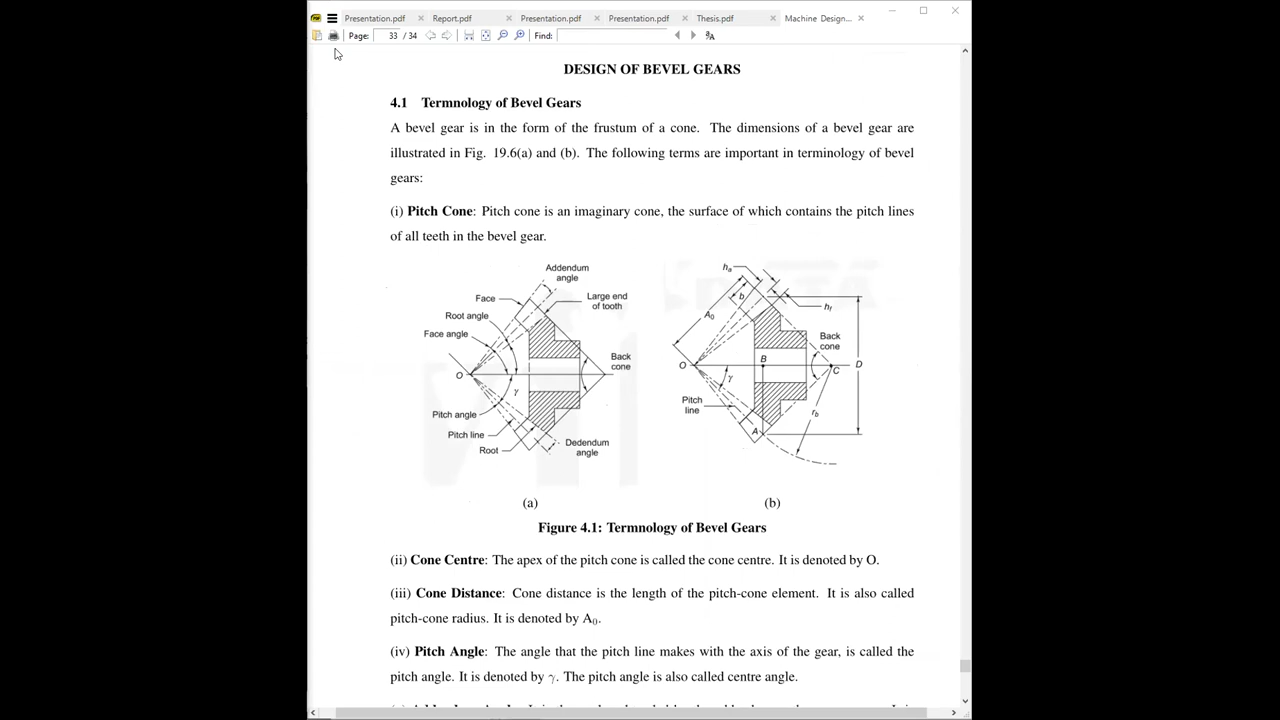 Presentation.pdf Report.pdf Presentation.pdf Presentation.pdf Thesis.pdf Machine Design...
Page: 33 / 34 Find:
DESIGN OF BEVEL GEARS
4.1 Termnology of Bevel Gears
A bevel gear is in the form of the frustum of a cone. The dimensions of a bevel gear are
illustrated in Fig. 19.6(a) and (b). The following terms are important in terminology of bevel
gears:
(i) Pitch Cone: Pitch cone is an imaginary cone, the surface of which contains the pitch lines
of all teeth in the bevel gear.
Addendum
angle
Face
Large end
of tooth
Root angle
Face angle
Back
cone
O
γ
Pitch angle
Pitch line
Root
Dedendum
angle
(a)
hₐ
b
A₀
h_f
Back
cone
B
O
C
D
γ
Pitch
line
A
r_b
(b)
Figure 4.1: Termnology of Bevel Gears
(ii) Cone Centre: The apex of the pitch cone is called the cone centre. It is denoted by O.
(iii) Cone Distance: Cone distance is the length of the pitch-cone element. It is also called
pitch-cone radius. It is denoted by A₀.
(iv) Pitch Angle: The angle that the pitch line makes with the axis of the gear, is called the
pitch angle. It is denoted by γ. The pitch angle is also called centre angle.